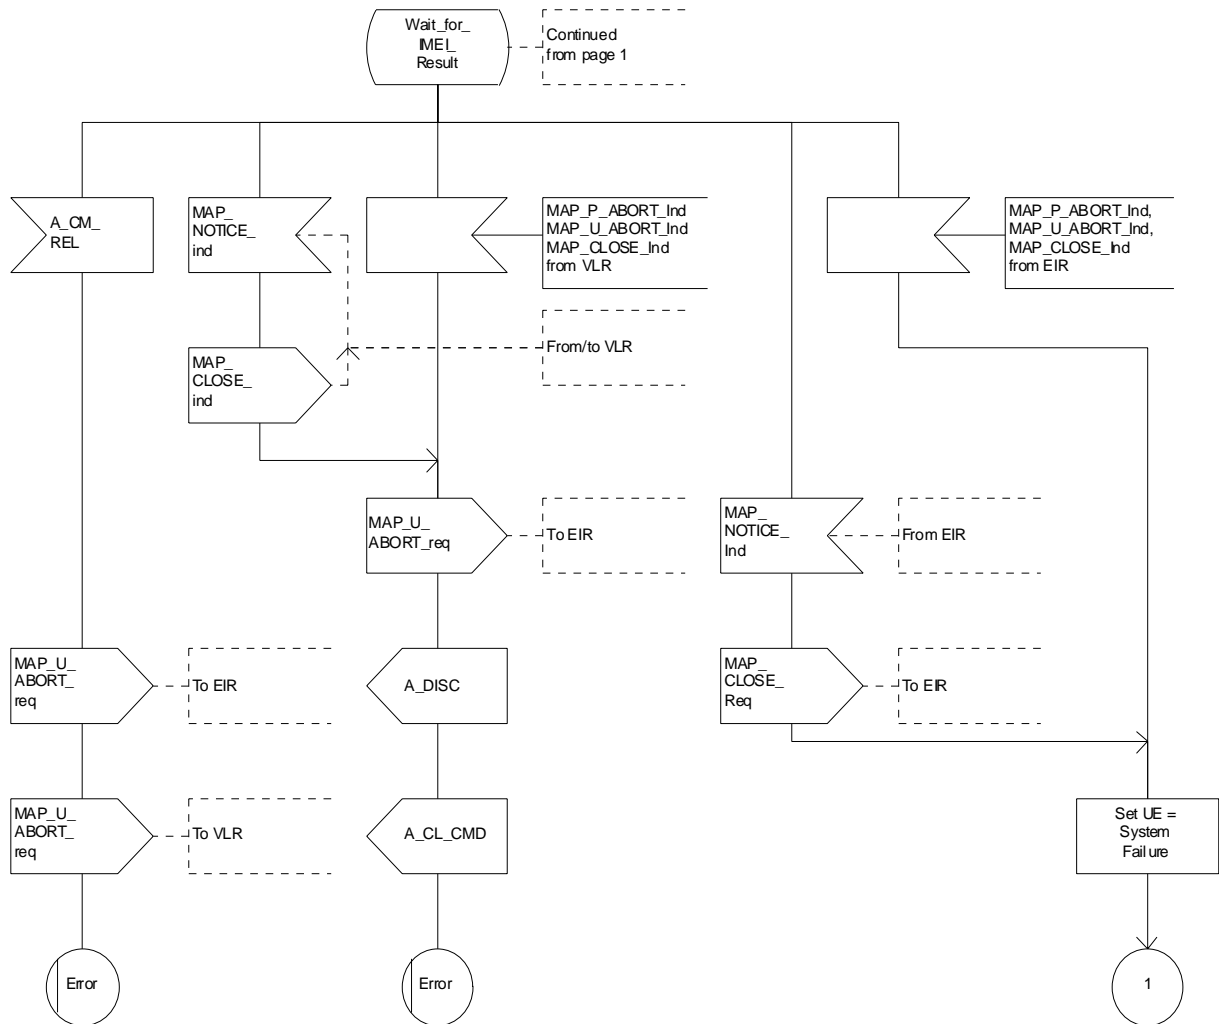 Wait_for_
IMEI_
Result
Continued
from page 1
A_CM_
REL
MAP_
NOTICE_
ind
MAP_P_ABORT_Ind
MAP_U_ABORT_Ind
MAP_CLOSE_Ind
from VLR
MAP_P_ABORT_Ind,
MAP_U_ABORT_Ind,
MAP_CLOSE_Ind
from EIR
MAP_
CLOSE_
ind
From/to VLR
MAP_U_
ABORT_req
To EIR
MAP_
NOTICE_
Ind
From EIR
MAP_U_
ABORT_
req
To EIR
A_DISC
MAP_
CLOSE_
Req
To EIR
MAP_U_
ABORT_
req
To VLR
A_CL_CMD
Set UE =
System
Failure
Error
Error
1